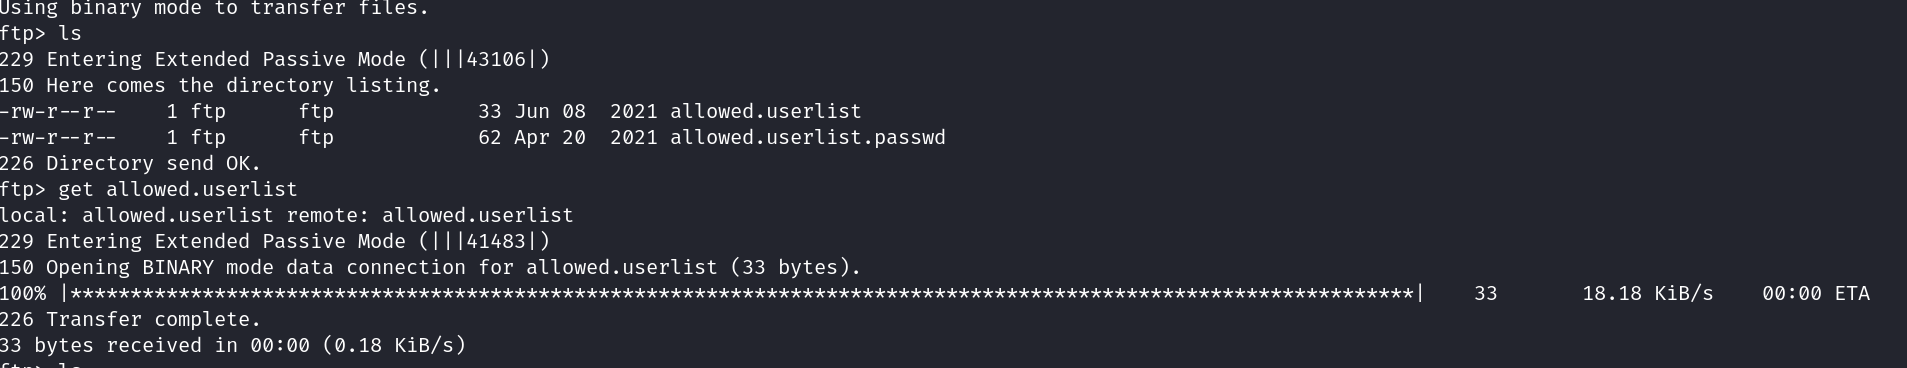 Using binary mode to transfer files.
ftp> ls
229 Entering Extended Passive Mode (|||43106|)
150 Here comes the directory listing.
-rw-r--r--    1 ftp      ftp            33 Jun 08  2021 allowed.userlist
-rw-r--r--    1 ftp      ftp            62 Apr 20  2021 allowed.userlist.passwd
226 Directory send OK.
ftp> get allowed.userlist
local: allowed.userlist remote: allowed.userlist
229 Entering Extended Passive Mode (|||41483|)
150 Opening BINARY mode data connection for allowed.userlist (33 bytes).
100% |****************************************************************************************************************|    33       18.18 KiB/s    00:00 ETA
226 Transfer complete.
33 bytes received in 00:00 (0.18 KiB/s)
ftp> ls